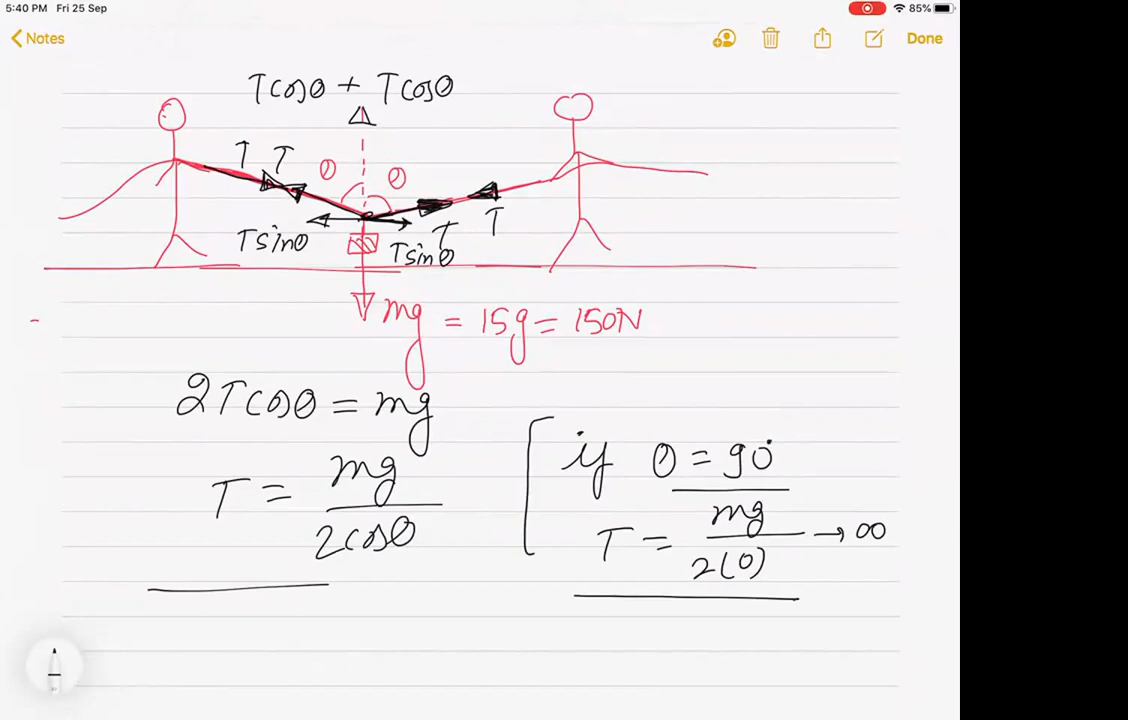 5:40 PM Fri 25 Sep
85%
Notes
Done
Tcosθ + Tcosθ
T T θ θ
T T
Tsinθ Tsinθ
mg = 15g = 150N
2Tcosθ = mg
T = mg / 2cosθ
if θ = 90°
T = mg / 2(0) → ∞